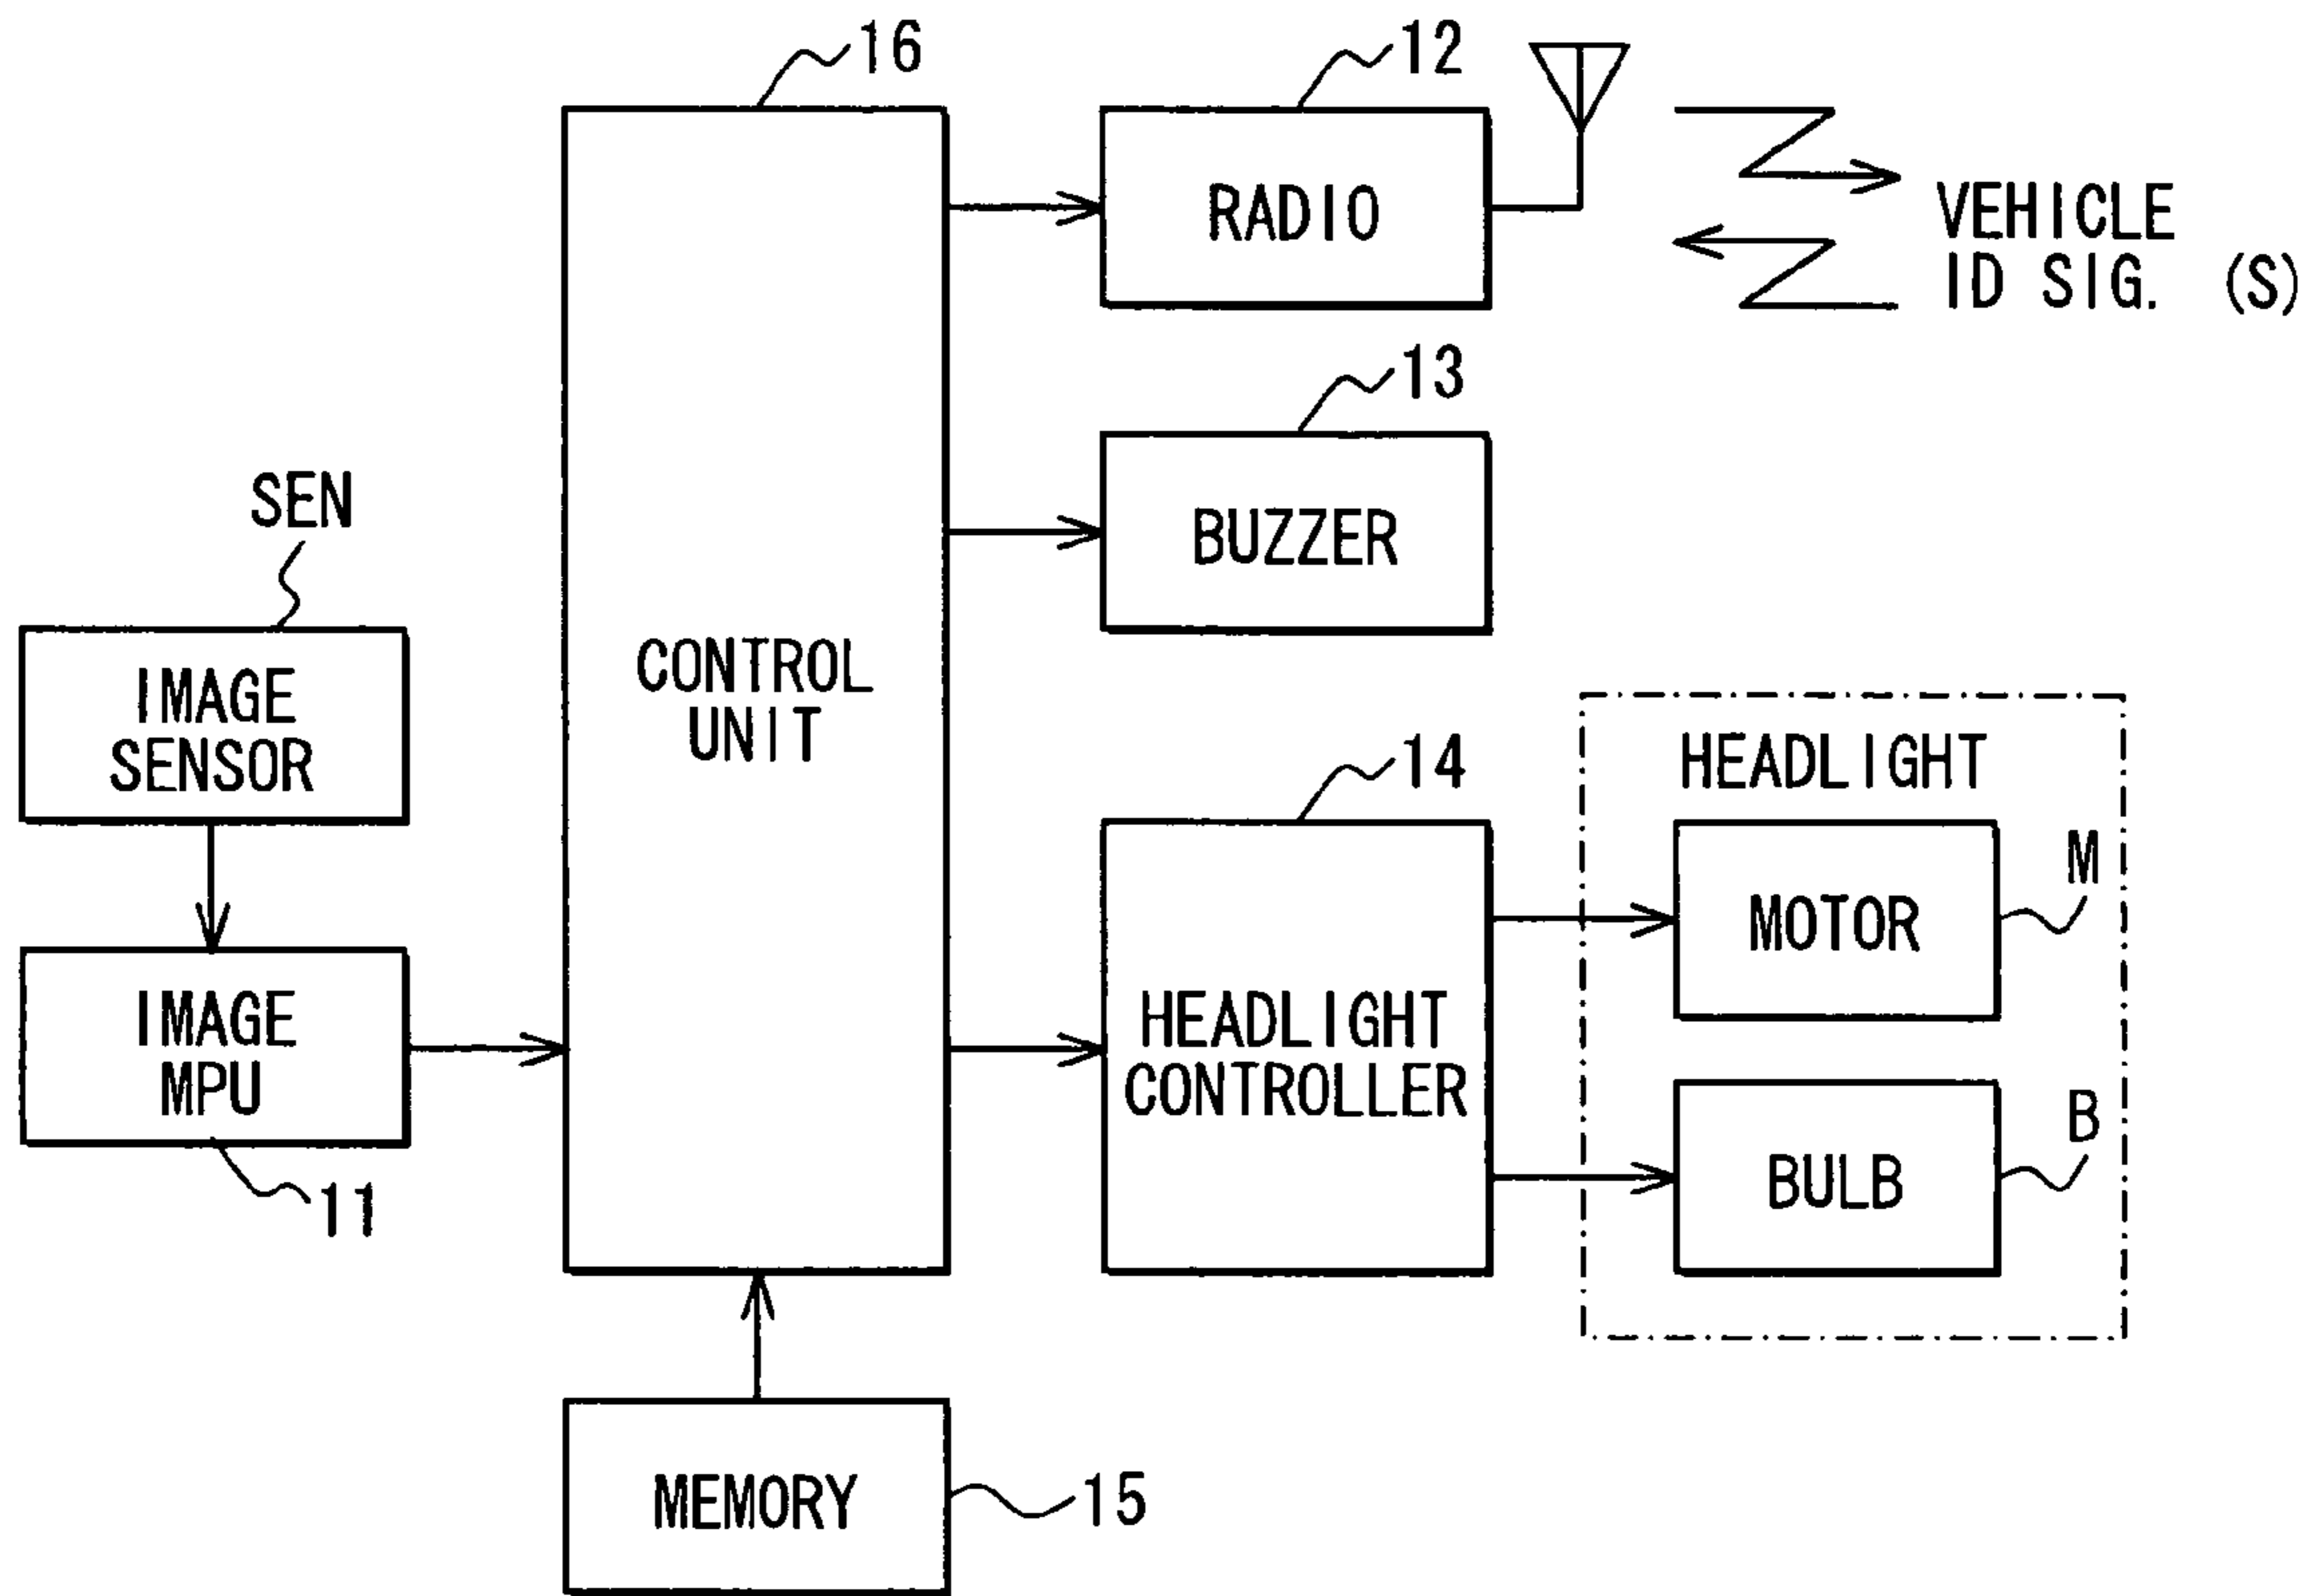 16
12
RADIO
VEHICLE
ID SIG. (S)
13
BUZZER
SEN
IMAGE
SENSOR
CONTROL
UNIT
14
HEADLIGHT
MOTOR
M
IMAGE
MPU
11
HEADLIGHT
CONTROLLER
BULB
B
MEMORY
15